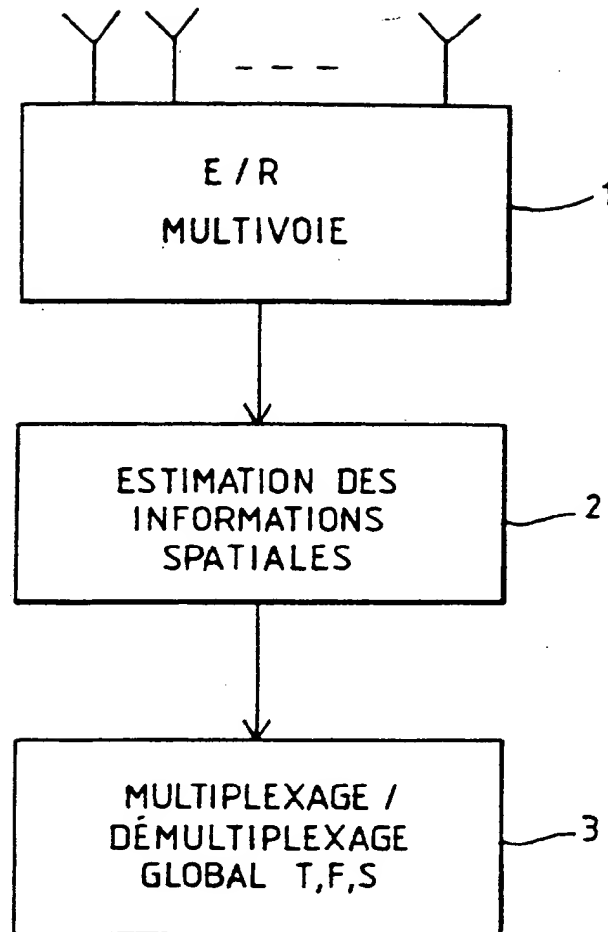 E / R
MULTIVOIE
1
ESTIMATION DES
INFORMATIONS
SPATIALES
2
MULTIPLEXAGE /
DÉMULTIPLEXAGE
GLOBAL T,F,S
3